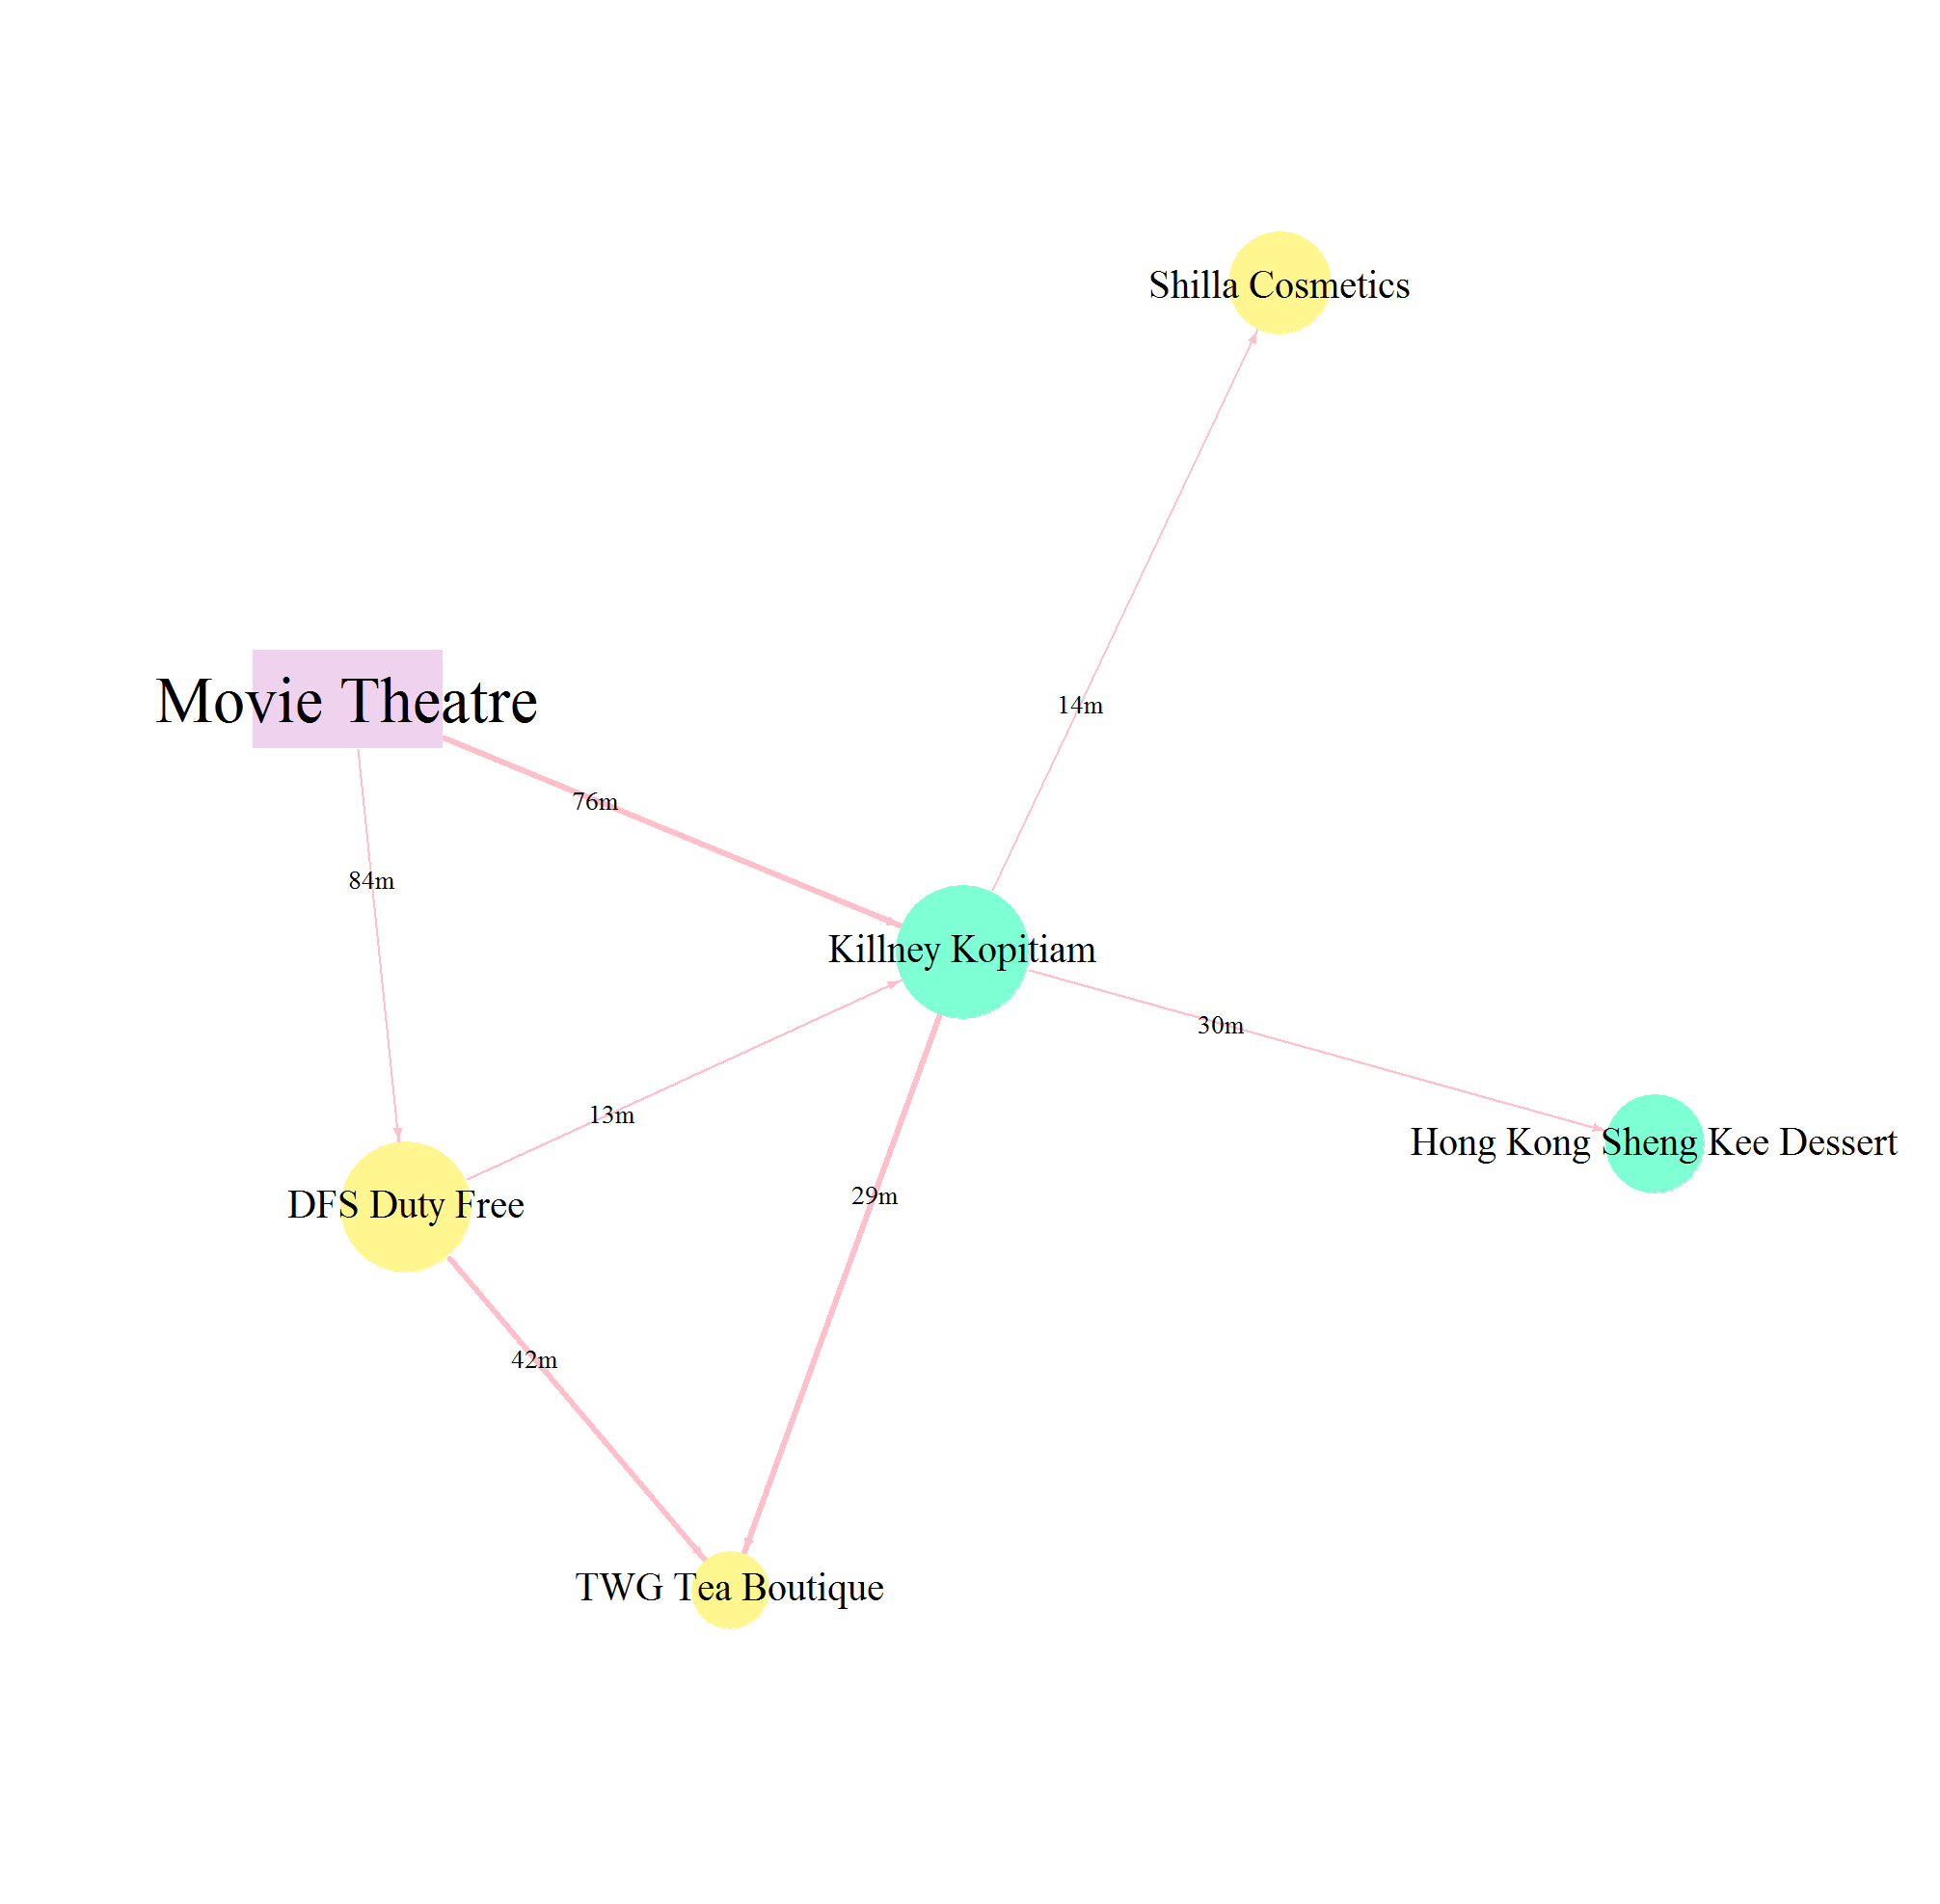 Shilla Cosmetics
Movie Theatre
14m
76m
84m
Killney Kopitiam
30m
13m
Hong Kong Sheng Kee Dessert
29m
DFS Duty Free
42m
TWG Tea Boutique